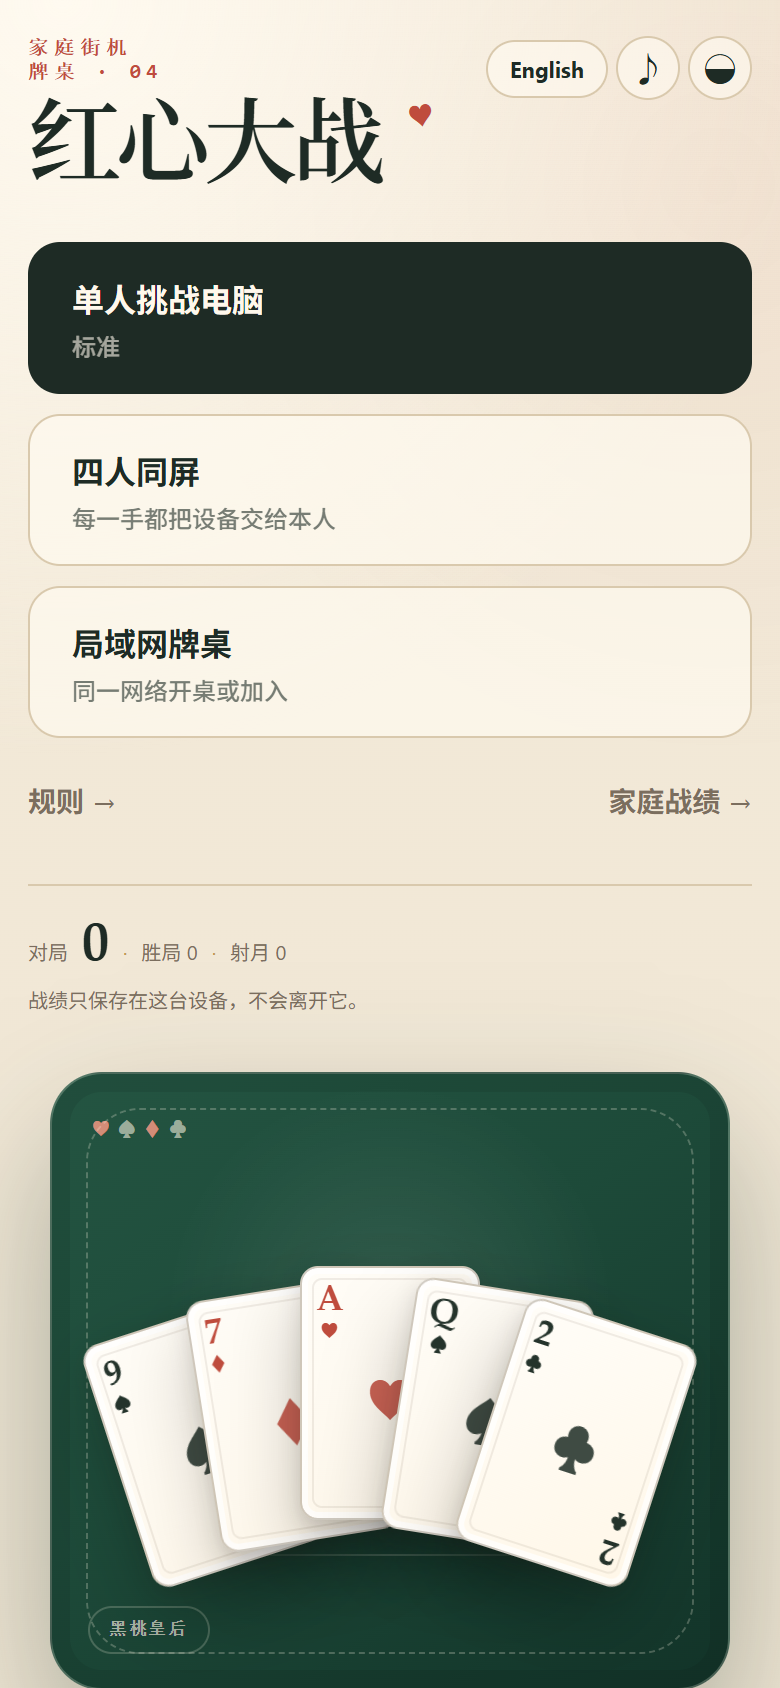 家庭街机
牌桌 · 04
红心大战
English
单人挑战电脑
标准
四人同屏
每一手都把设备交给本人
局域网牌桌
同一网络开桌或加入
规则 →
家庭战绩 →
对局 0 · 胜局 0 · 射月 0
战绩只保存在这台设备，不会离开它。
9
7
A
Q
2
2
黑桃皇后